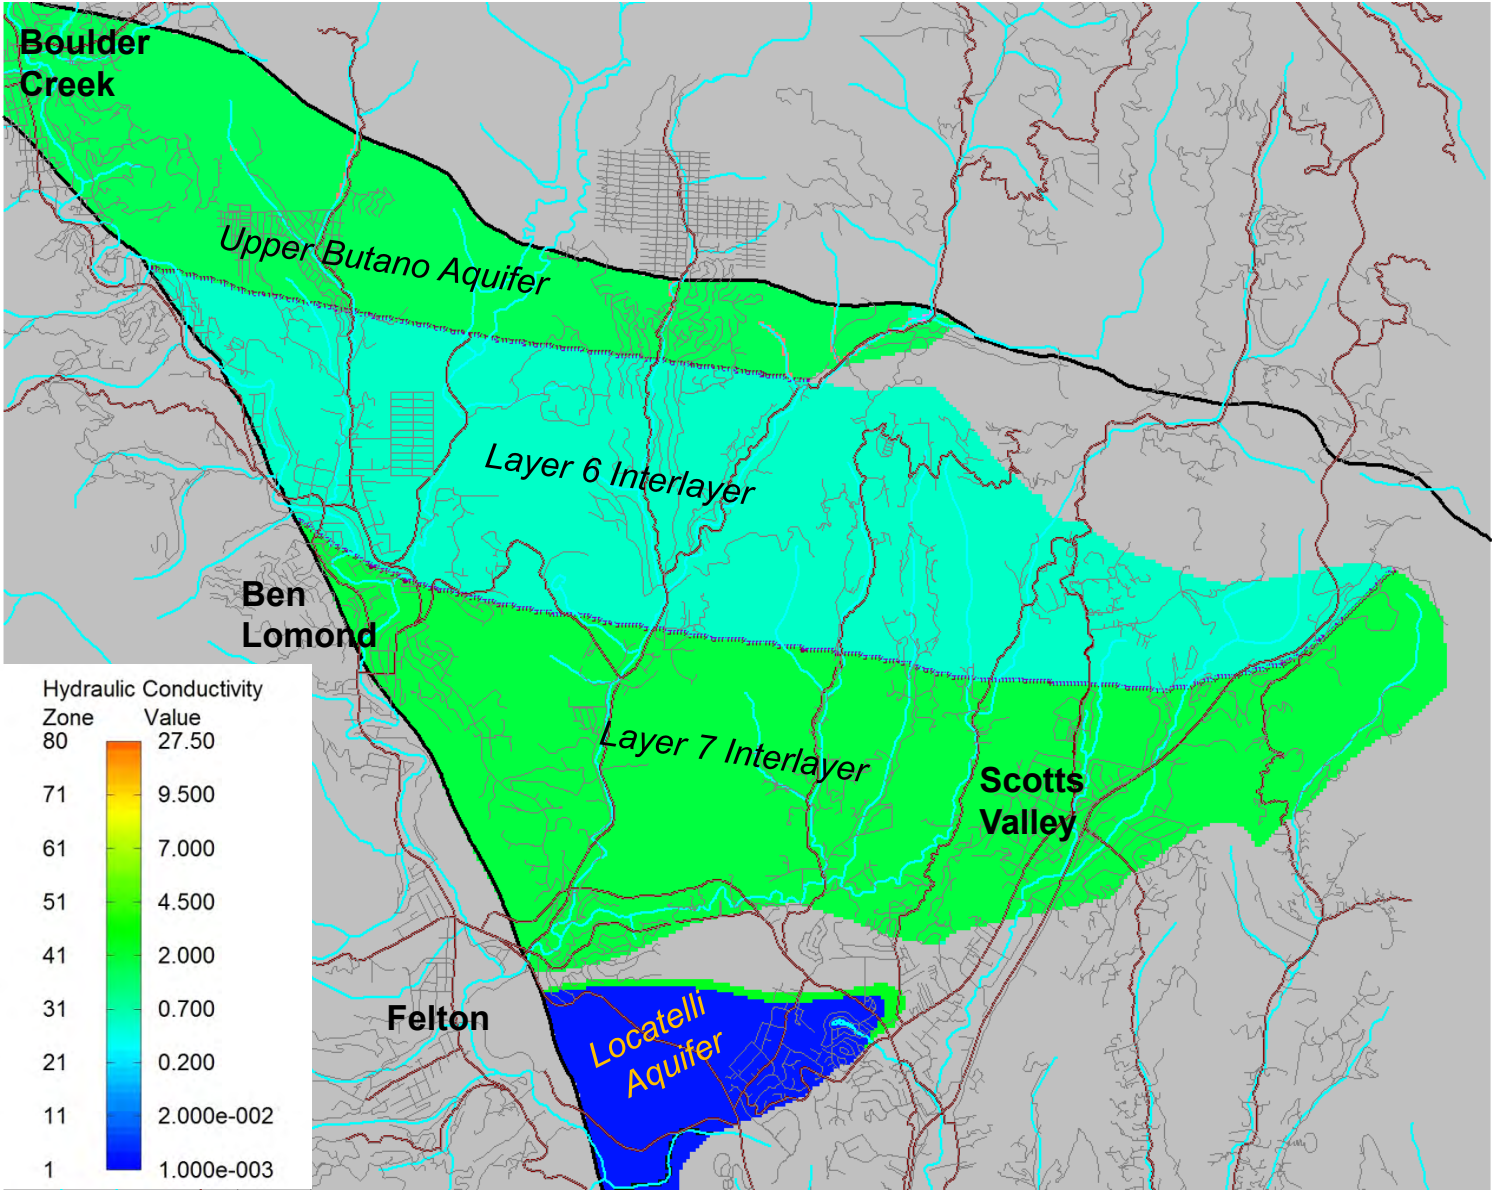 Boulder
Creek
Upper Butano Aquifer
Layer 6 Interlayer
Ben
Lomond
Layer 7 Interlayer
Scotts
Valley
Felton
Locatelli
Aquifer
Hydraulic Conductivity
Zone Value
80 27.50
71 9.500
61 7.000
51 4.500
41 2.000
31 0.700
21 0.200
11 2.000e-002
1 1.000e-003